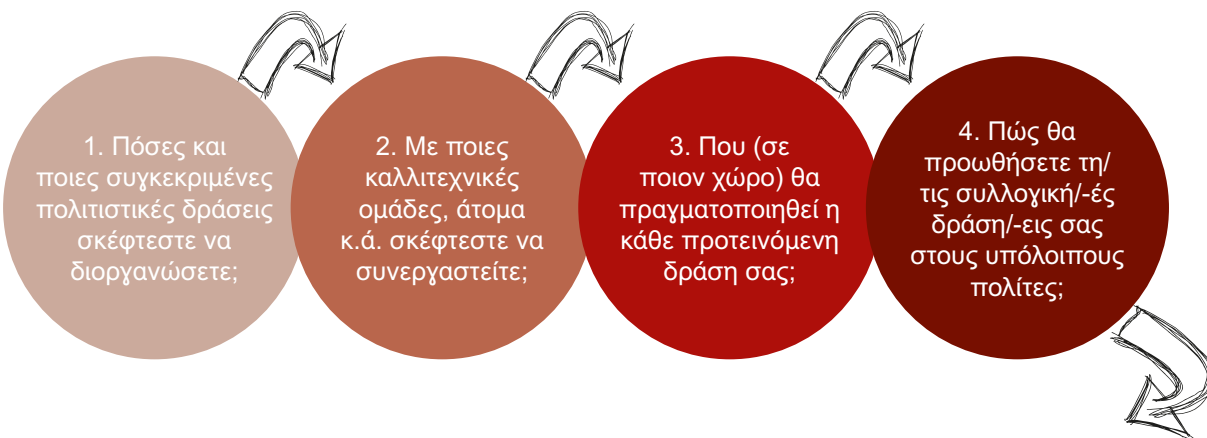 1. Πόσες και
ποιες συγκεκριμένες
πολιτιστικές δράσεις
σκέφτεστε να
διοργανώσετε;
2. Με ποιες
καλλιτεχνικές
ομάδες, άτομα
κ.ά. σκέφτεστε να
συνεργαστείτε;
3. Που (σε
ποιον χώρο) θα
πραγματοποιηθεί η
κάθε προτεινόμενη
δράση σας;
4. Πώς θα
προωθήσετε τη/
τις συλλογική/-ές
δράση/-εις σας
στους υπόλοιπους
πολίτες;